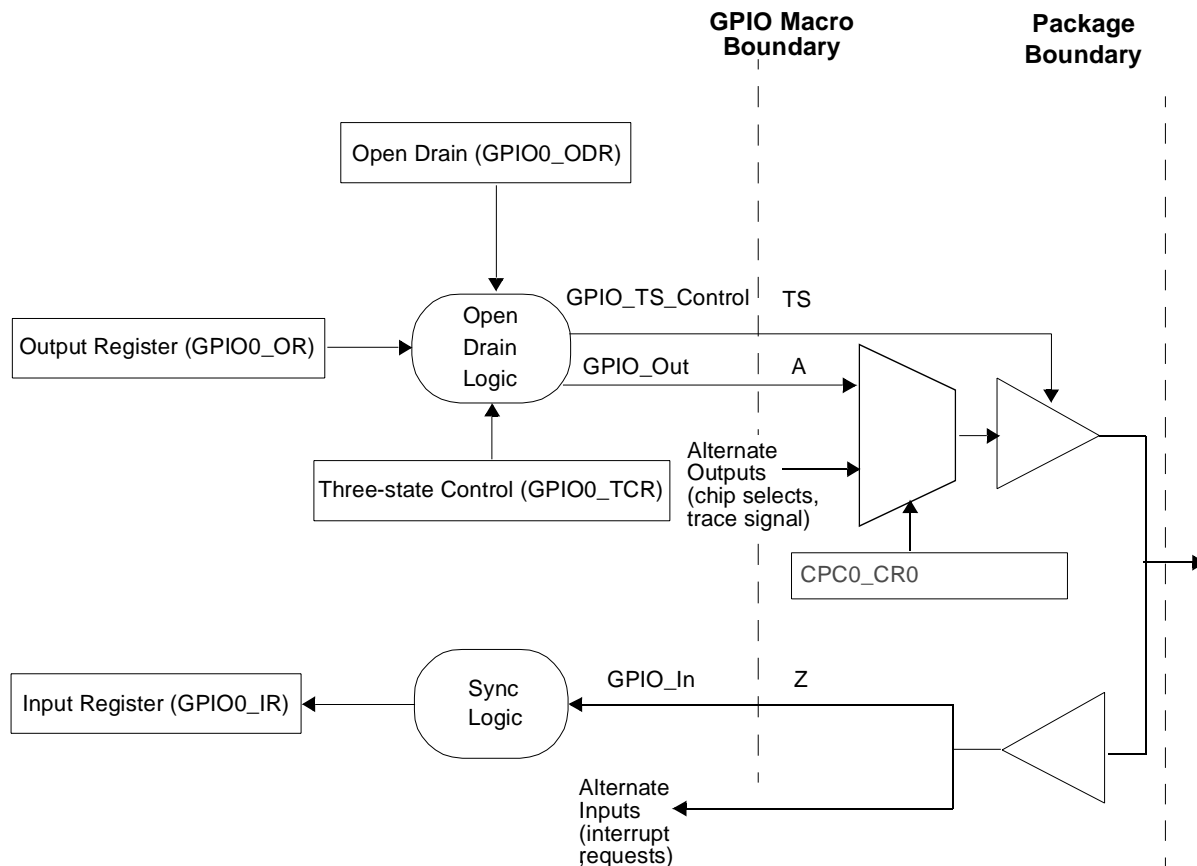 GPIO Macro
Boundary
Package
Boundary
Open Drain (GPIO0_ODR)
GPIO_TS_Control
TS
Output Register (GPIO0_OR)
Open
Drain
Logic
GPIO_Out
A
Alternate
Outputs
(chip selects,
trace signal)
Three-state Control (GPIO0_TCR)
CPC0_CR0
Input Register (GPIO0_IR)
Sync
Logic
GPIO_In
Z
Alternate
Inputs
(interrupt
requests)